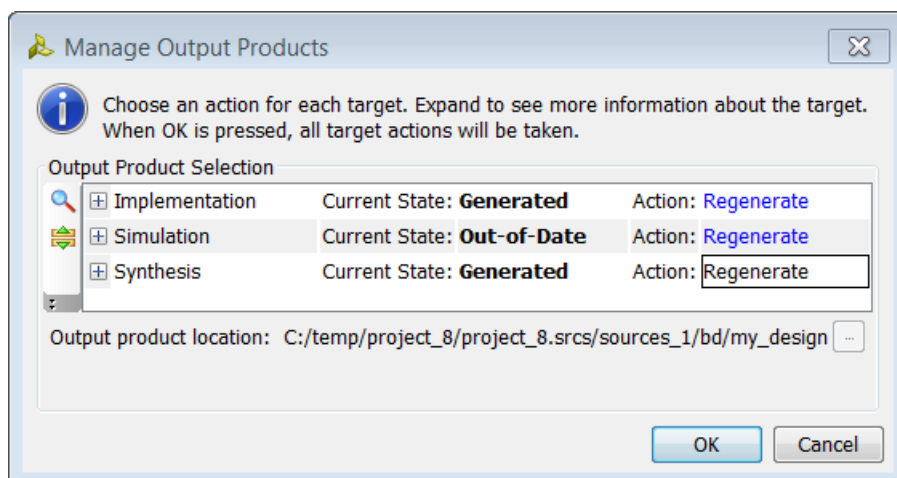 Manage Output Products
Choose an action for each target. Expand to see more information about the target.
When OK is pressed, all target actions will be taken.
Output Product Selection
Implementation Current State: Generated Action: Regenerate
Simulation Current State: Out-of-Date Action: Regenerate
Synthesis Current State: Generated Action: Regenerate
Output product location: C:/temp/project_8/project_8.srcs/sources_1/bd/my_design ...
OK Cancel